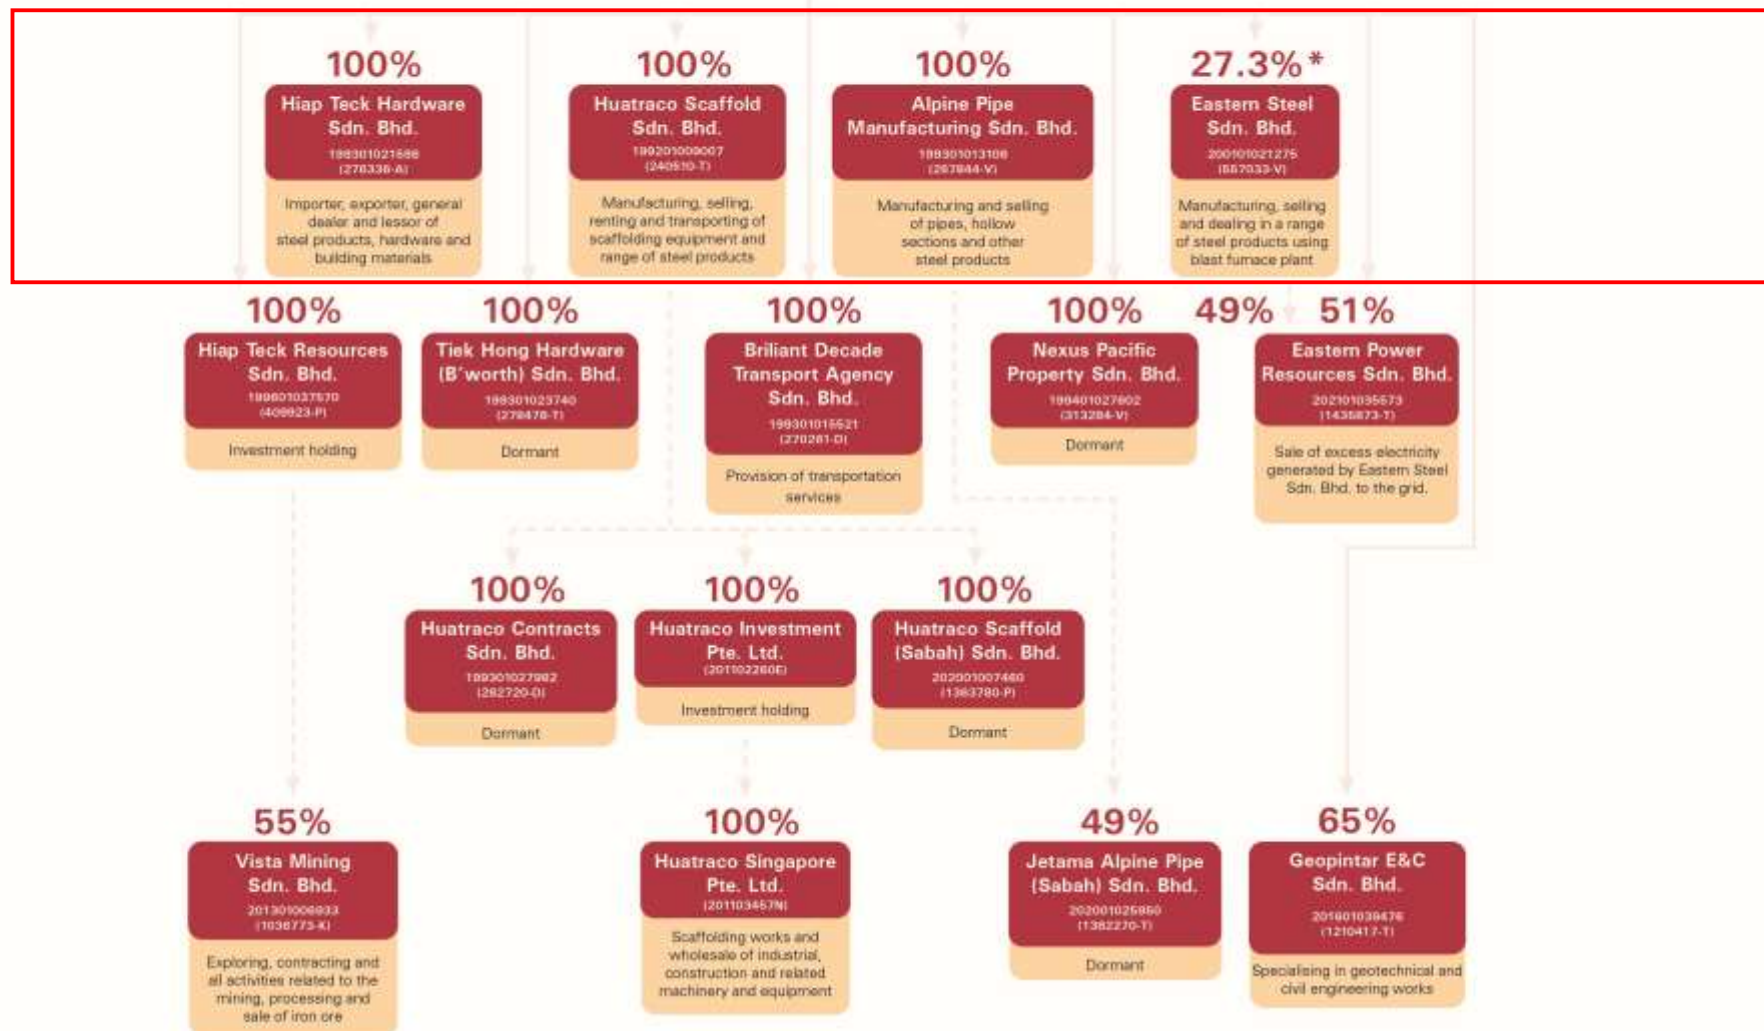 100%
Hiap Teck Hardware
Sdn. Bhd.
199301021586
(276336-A)
Importer, exporter, general
dealer and lessor of
steel products, hardware and
building materials
100%
Huatraco Scaffold
Sdn. Bhd.
199201009007
(240510-T)
Manufacturing, selling,
renting and transporting of
scaffolding equipment and
range of steel products
100%
Alpine Pipe
Manufacturing Sdn. Bhd.
(267844-V)
Manufacturing and selling
of pipes, hollow
sections and other
steel products
27.3%*
Eastern Steel
Sdn. Bhd.
200101021275
(557033-V)
Manufacturing, selling
and dealing in a range
of steel products using
blast furnace plant
100%
Hiap Teck Resources
Sdn. Bhd.
199601037570
(409923-P)
Investment holding
100%
Tiek Hong Hardware
(B'worth) Sdn. Bhd.
199301023740
(278478-T)
Dormant
100%
Briliant Decade
Transport Agency
Sdn. Bhd.
199301015521
(270261-D)
Provision of transportation
services
100%
Nexus Pacific
Property Sdn. Bhd.
199401027602
(313284-V)
Dormant
49% 51%
Eastern Power
Resources Sdn. Bhd.
202101035573
(1435873-T)
Sale of excess electricity
generated by Eastern Steel
Sdn. Bhd. to the grid.
100%
Huatraco Contracts
Sdn. Bhd.
199301027982
(282720-D)
Dormant
100%
Huatraco Investment
Pte. Ltd.
(201102260E)
Investment holding
100%
Huatraco Scaffold
(Sabah) Sdn. Bhd.
202001007460
(1363780-P)
Dormant
55%
Vista Mining
Sdn. Bhd.
201301006933
(1036773-K)
Exploring, contracting and
all activities related to the
mining, processing and
sale of iron ore
100%
Huatraco Singapore
Pte. Ltd.
(201103457N)
Scaffolding works and
wholesale of industrial,
construction and related
machinery and equipment
49%
Jetama Alpine Pipe
(Sabah) Sdn. Bhd.
202001025950
(1382270-T)
Dormant
65%
Geopintar E&C
Sdn. Bhd.
201601039476
(1210417-T)
Specialising in geotechnical and
civil engineering works